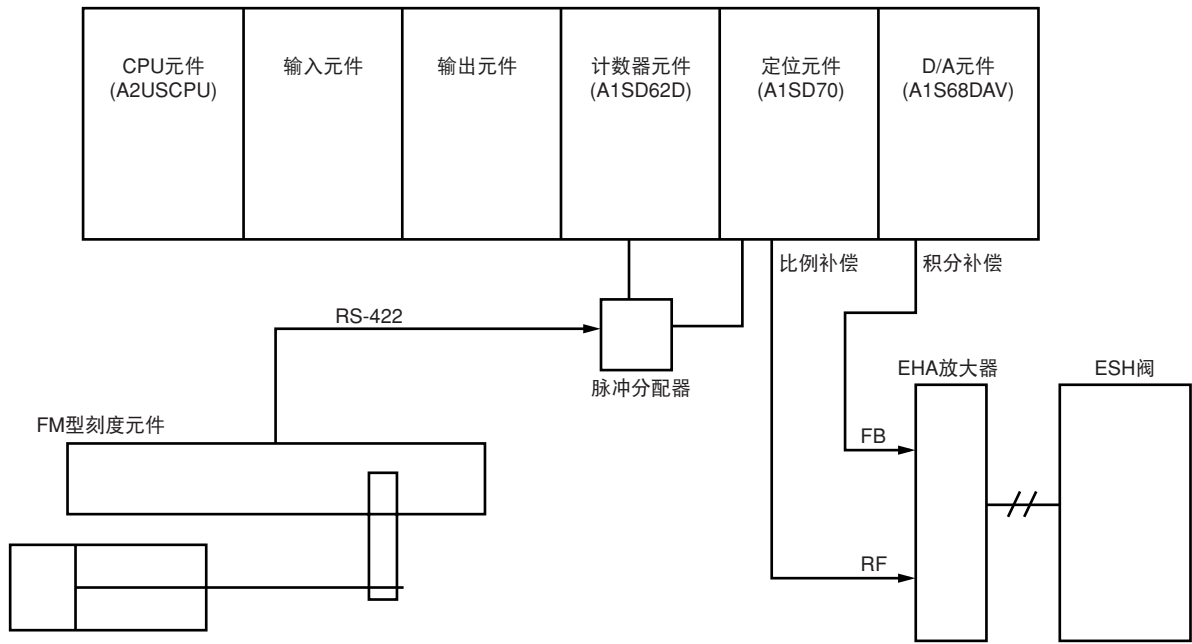 CPU元件
(A2USCPU)
输入元件
输出元件
计数器元件
(A1SD62D)
定位元件
(A1SD70)
D/A元件
(A1S68DAV)
比例补偿
积分补偿
RS-422
脉冲分配器
EHA放大器
ESH阀
FM型刻度元件
FB
RF